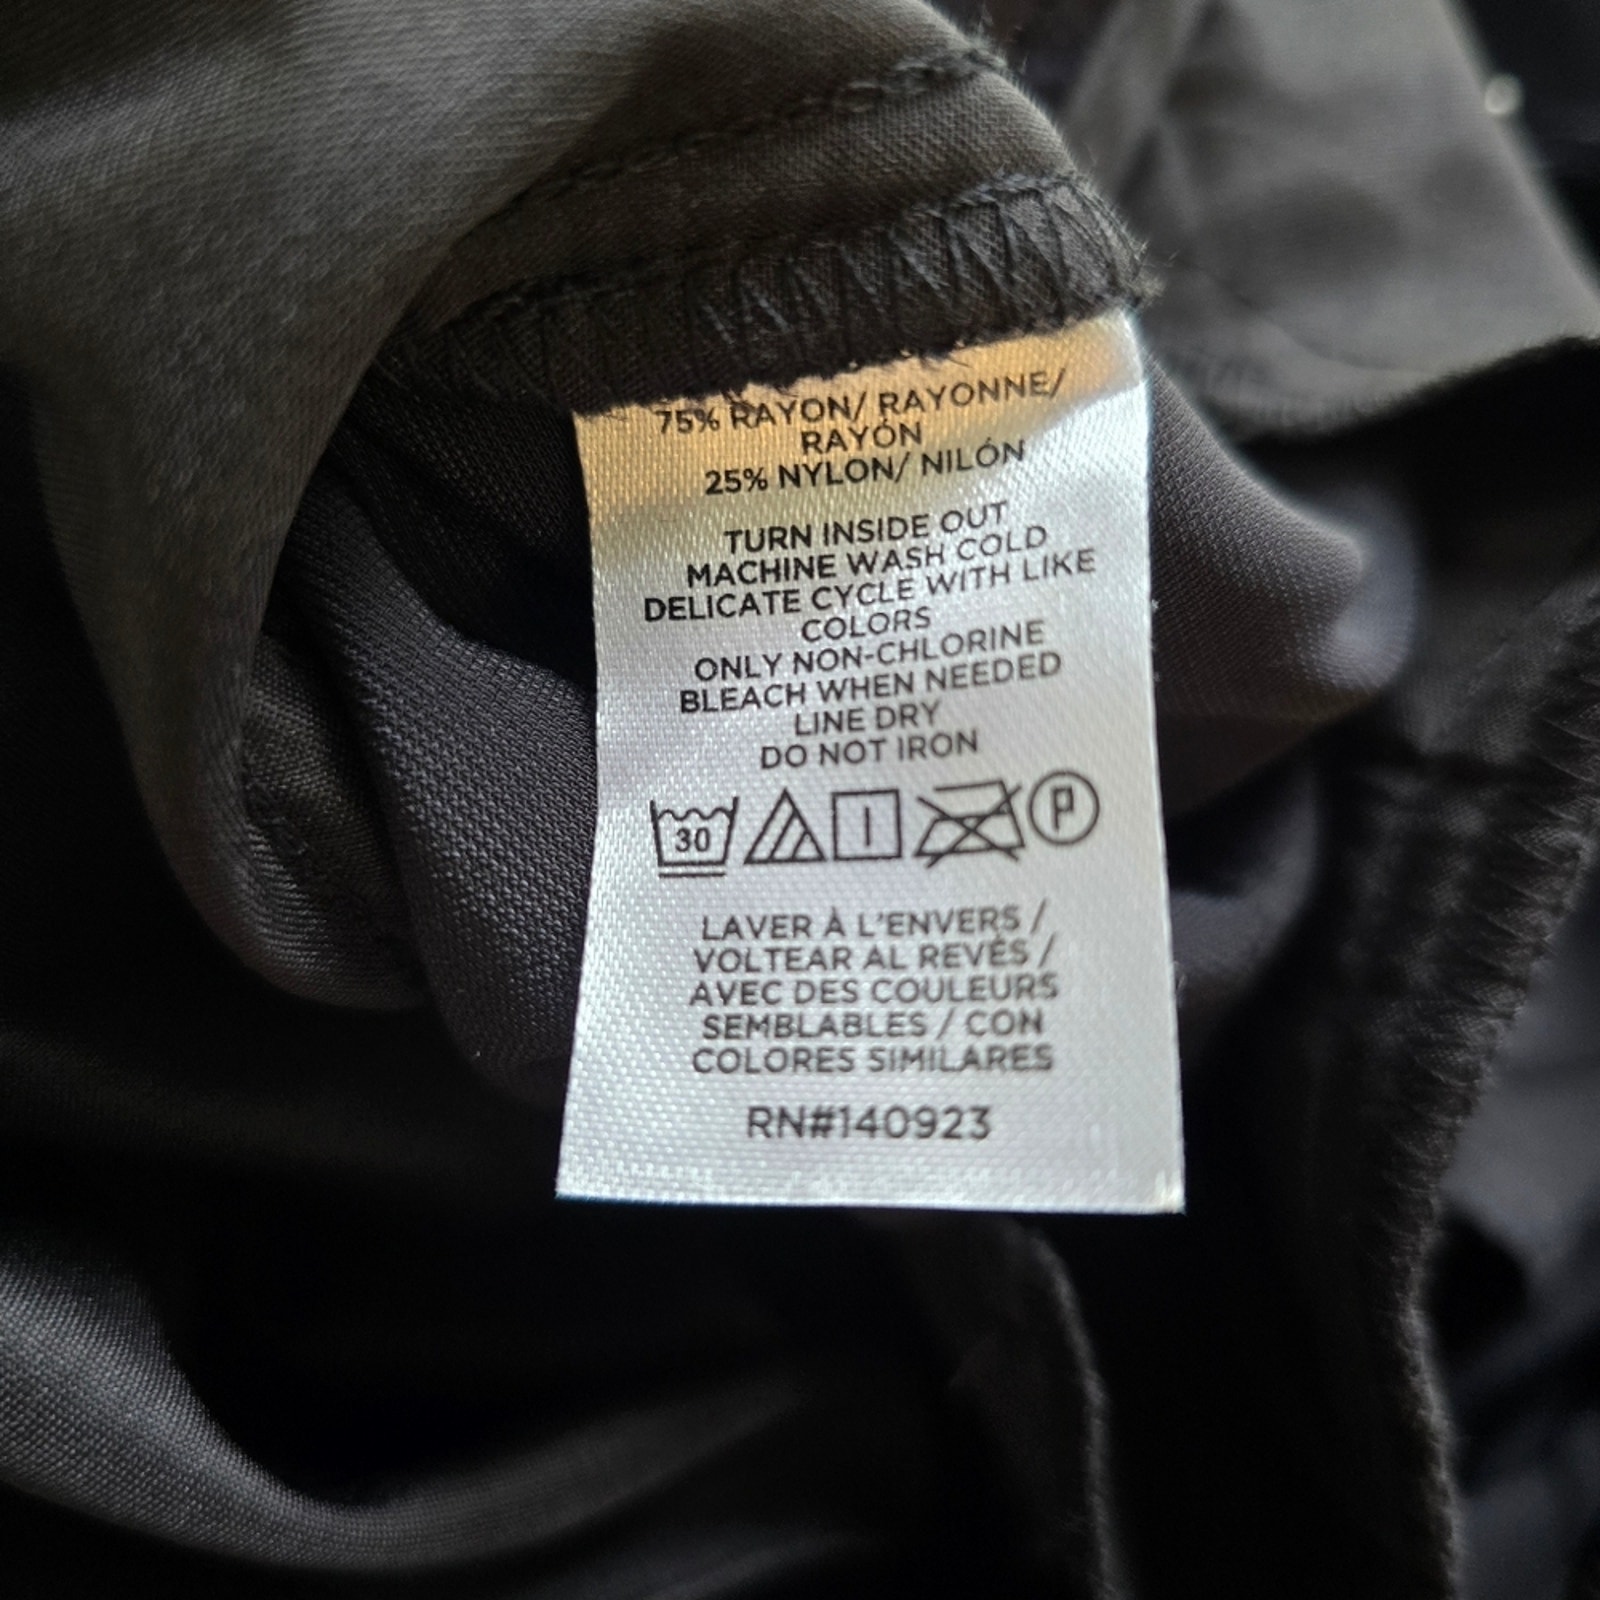 75% RAYON/ RAYONNE/
RAYÓN
25% NYLON/ NILÓN
TURN INSIDE OUT
MACHINE WASH COLD
DELICATE CYCLE WITH LIKE
COLORS
ONLY NON-CHLORINE
BLEACH WHEN NEEDED
LINE DRY
DO NOT IRON
30 P
LAVER À L'ENVERS /
VOLTEAR AL REVÉS /
AVEC DES COULEURS
SEMBLABLES / CON
COLORES SIMILARES
RN#140923